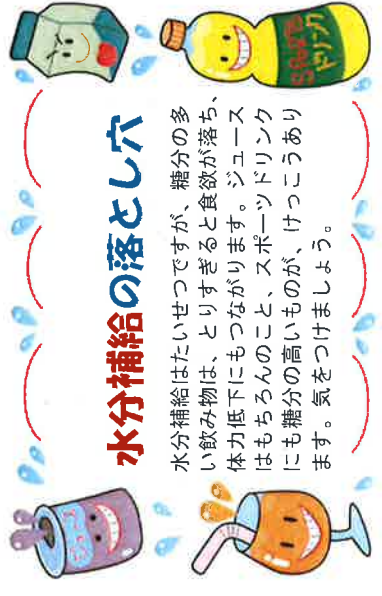 水分補給の落とし穴
水分補給はたいせつですが、糖分の多
い飲み物は、とりすぎると食欲が落ち、
体力低下にもつながります。ジュース
はもちろんのこと、スポーツドリンク
にも糖分の高いものが、けっこうあり
ます。気をつけましょう。
ジュース
スポーツ
ドリンク